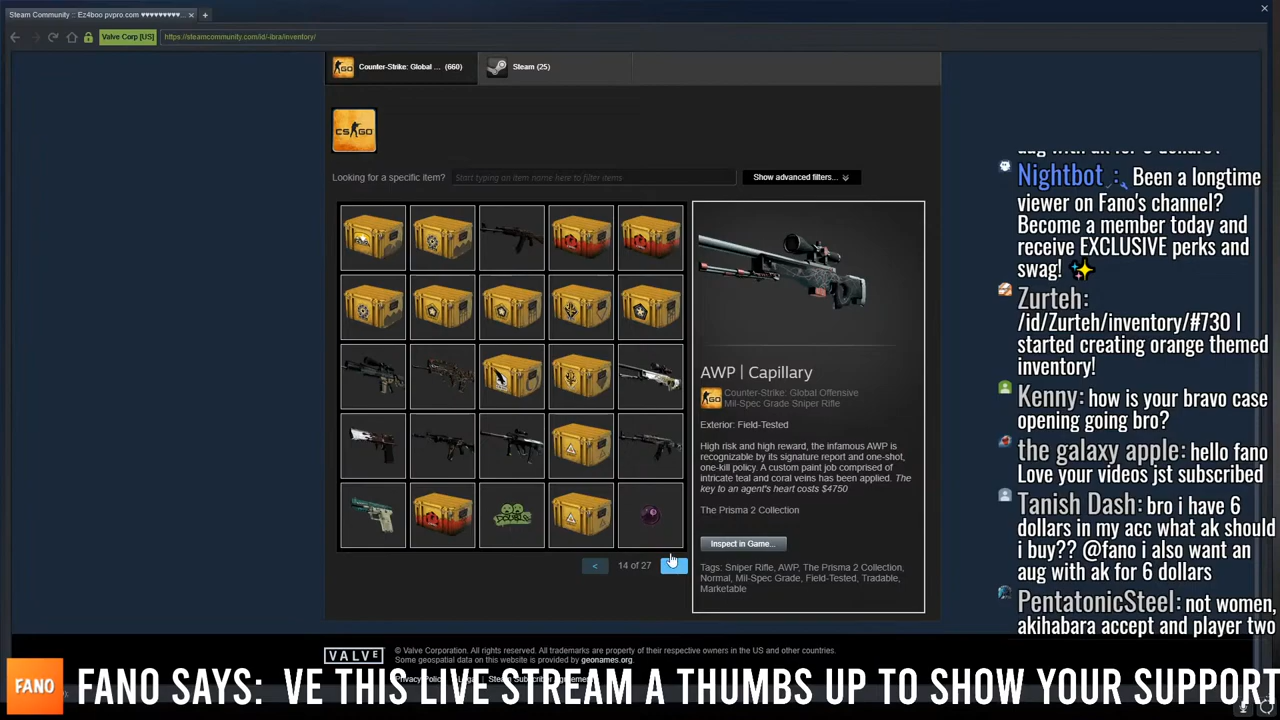 Steam Community :: Ez4boo pvpro.com ♥♥♥♥♥♥♥♥♥...
Valve Corp [US]
https://steamcommunity.com/id/-ibra/inventory/
Counter-Strike: Global ... (660)
Steam (25)
CS GO
Looking for a specific item?
Start typing an item name here to filter items
Show advanced filters...
AWP | Capillary
GO
Counter-Strike: Global Offensive
Mil-Spec Grade Sniper Rifle
Exterior: Field-Tested
High risk and high reward, the infamous AWP is
recognizable by its signature report and one-shot,
one-kill policy. A custom paint job comprised of
intricate teal and coral veins has been applied. The
key to an agent's heart costs $4750
The Prisma 2 Collection
Inspect in Game...
Tags: Sniper Rifle, AWP, The Prisma 2 Collection,
Normal, Mil-Spec Grade, Field-Tested, Tradable,
Marketable
<
14 of 27
aug with ak for 6 dollars?
Nightbot : Been a longtime
viewer on Fano's channel?
Become a member today and
receive EXCLUSIVE perks and
swag! ✨
Zurteh:
/id/Zurteh/inventory/#730 I
started creating orange themed
inventory!
Kenny: how is your bravo case
opening going bro?
the galaxy apple: hello fano
Love your videos jst subscribed
Tanish Dash: bro i have 6
dollars in my acc what ak should
i buy?? @fano i also want an
aug with ak for 6 dollars
PentatonicSteel: not women,
akihabara accept and player two
VALVE
© Valve Corporation. All rights reserved. All trademarks are property of their respective owners in the US and other countries.
Some geospatial data on this website is provided by geonames.org.
FANO
FANO SAYS: VE THIS LIVE STREAM A THUMBS UP TO SHOW YOUR SUPPORT